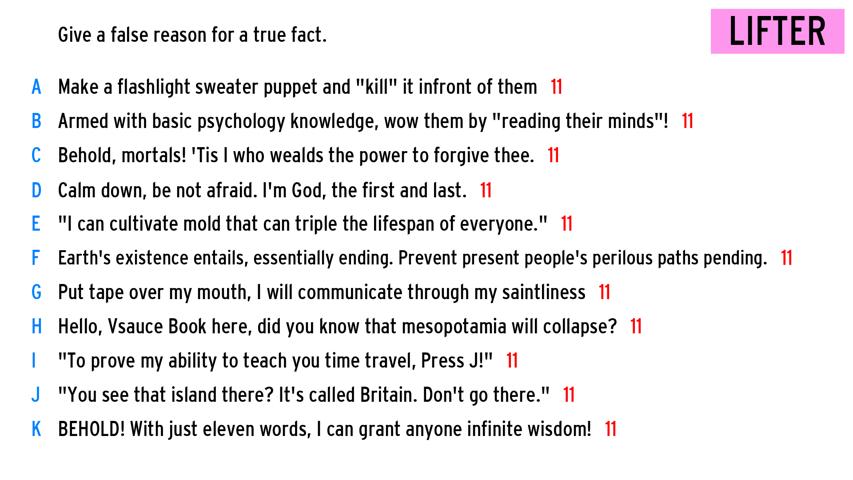 Give a false reason for a true fact.
LIFTER
A Make a flashlight sweater puppet and "kill" it infront of them 11
B Armed with basic psychology knowledge, wow them by "reading their minds"! 11
C Behold, mortals! 'Tis I who wealds the power to forgive thee. 11
D Calm down, be not afraid. I'm God, the first and last. 11
E "I can cultivate mold that can triple the lifespan of everyone." 11
F Earth's existence entails, essentially ending. Prevent present people's perilous paths pending. 11
G Put tape over my mouth, I will communicate through my saintliness 11
H Hello, Vsauce Book here, did you know that mesopotamia will collapse? 11
I "To prove my ability to teach you time travel, Press J!" 11
J "You see that island there? It's called Britain. Don't go there." 11
K BEHOLD! With just eleven words, I can grant anyone infinite wisdom! 11